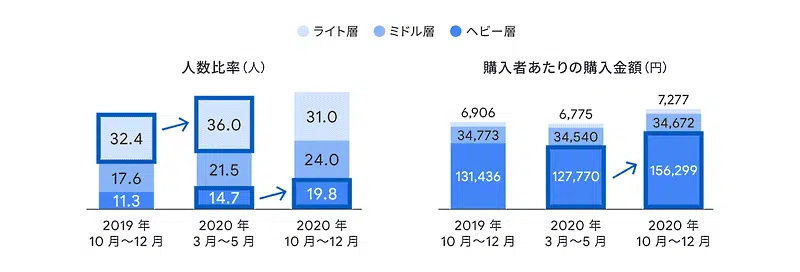 ライト層 ミドル層 ヘビー層
人数比率（人）
32.4 36.0 31.0
17.6 21.5 24.0
11.3 14.7 19.8
2019 年 2020 年 2020 年
10 月〜12 月 3 月〜5 月 10 月〜12 月
購入者あたりの購入金額（円）
6,906 6,775 7,277
34,773 34,540 34,672
131,436 127,770 156,299
2019 年 2020 年 2020 年
10 月〜12 月 3 月〜5 月 10 月〜12 月